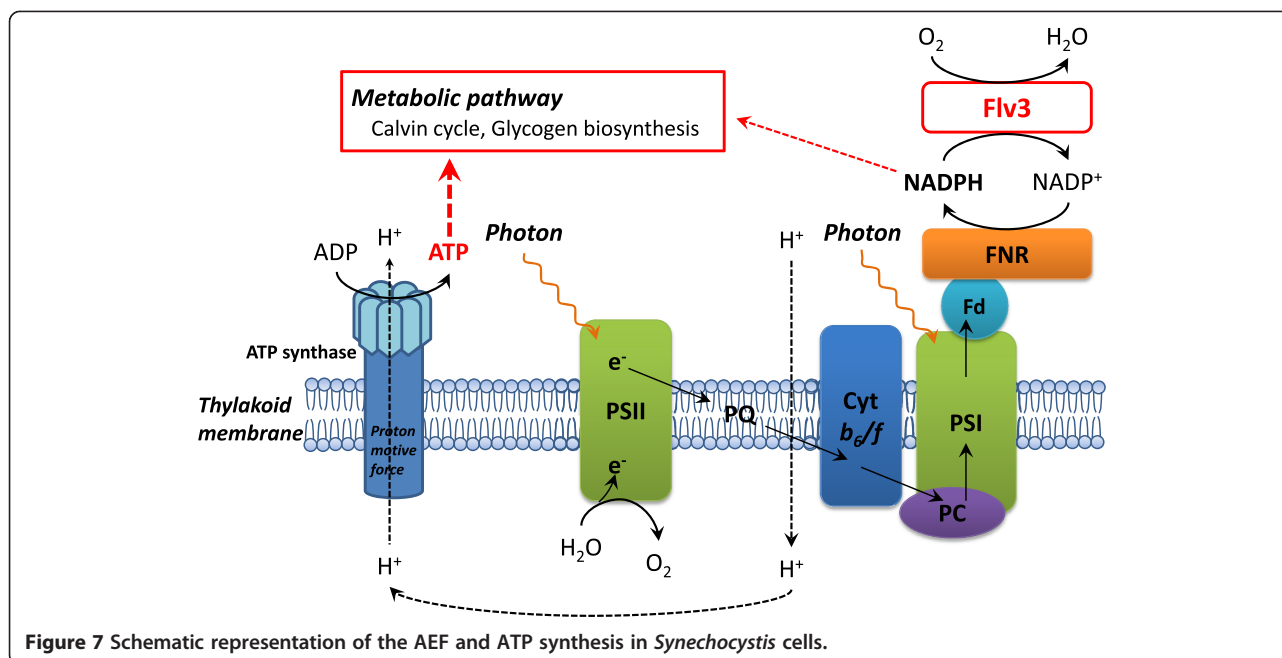 O₂ H₂O
Metabolic pathway
Calvin cycle, Glycogen biosynthesis
Flv3
NADPH NADP⁺
H⁺
ADP
ATP
Photon
H⁺
Photon
FNR
Fd
ATP synthase
e⁻
Thylakoid
membrane
PSII
PQ
Cyt
b₆/f
PSI
Proton
motive
force
e⁻
PC
H₂O
O₂
H⁺
H⁺
Figure 7 Schematic representation of the AEF and ATP synthesis in Synechocystis cells.